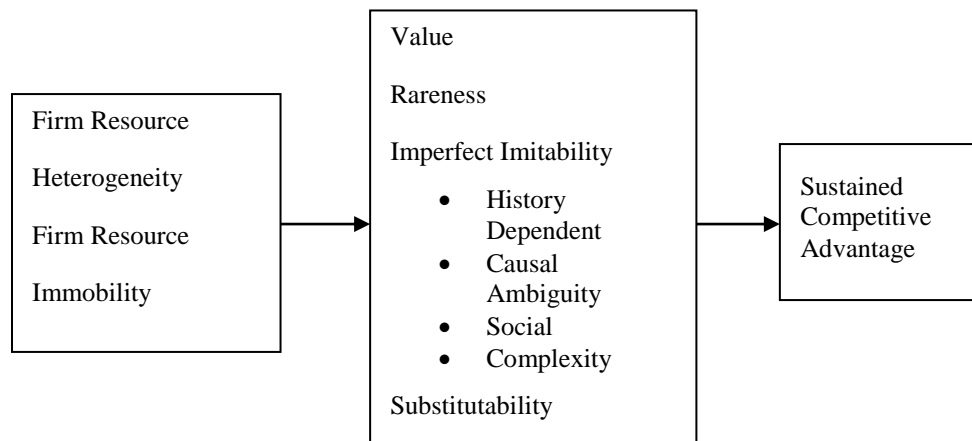 Firm Resource
Heterogeneity
Firm Resource
Immobility
Value
Rareness
Imperfect Imitability
• History
Dependent
• Causal
Ambiguity
• Social
• Complexity
Substitutability
Sustained
Competitive
Advantage